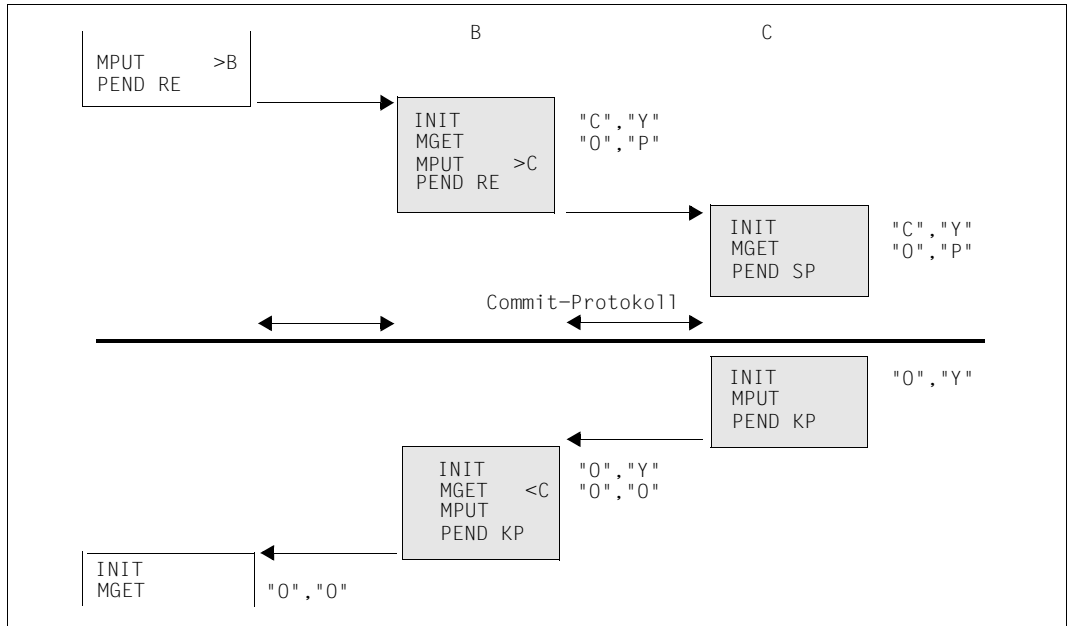 B C
MPUT >B
PEND RE
INIT "C","Y"
MGET "O","P"
MPUT >C
PEND RE
INIT "C","Y"
MGET "O","P"
PEND SP
Commit-Protokoll
INIT "O","Y"
MPUT
PEND KP
INIT "O","Y"
MGET <C "O","O"
MPUT
PEND KP
INIT
MGET "O","O"